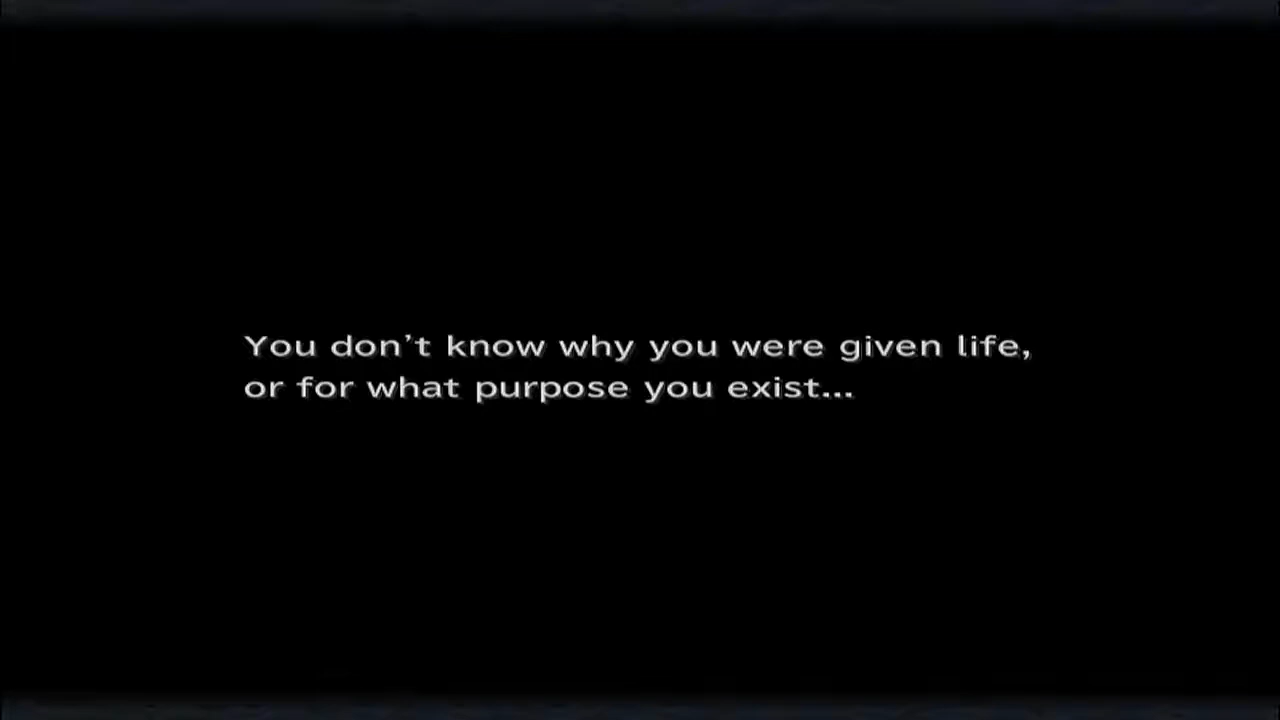 You don’t know why you were given life,
or for what purpose you exist...